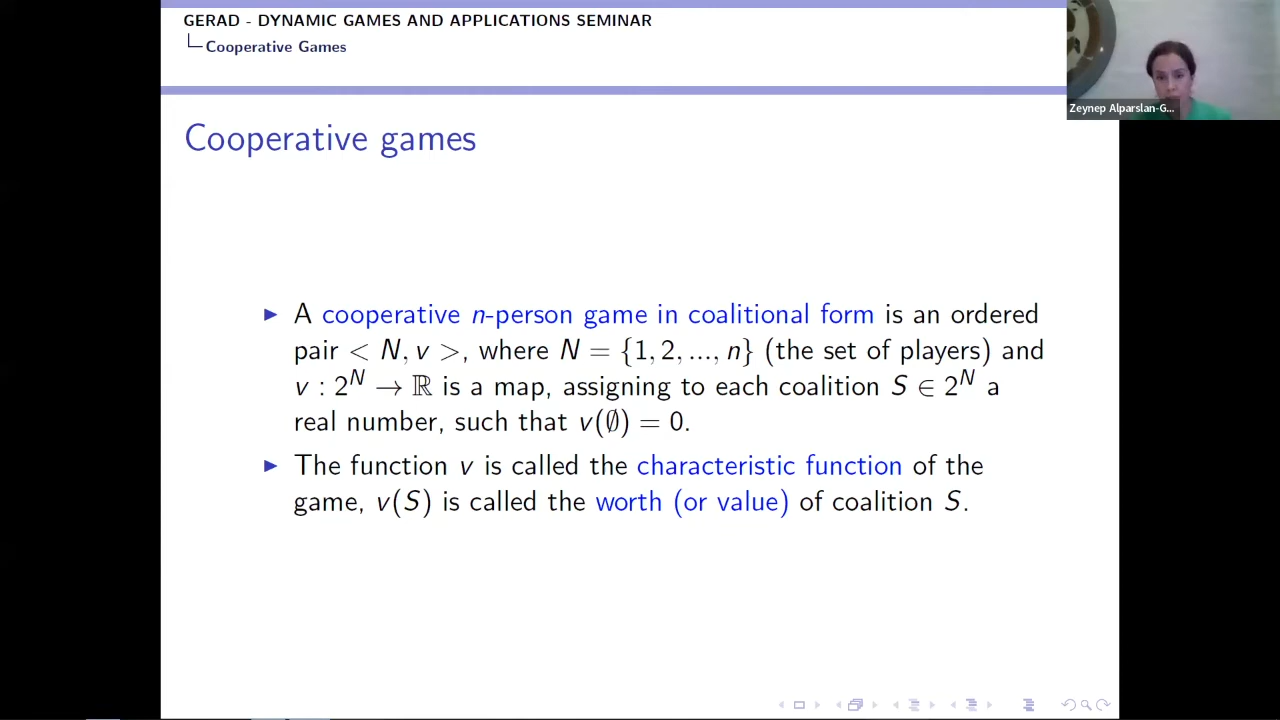 GERAD - DYNAMIC GAMES AND APPLICATIONS SEMINAR
Cooperative Games
Zeynep Alparslan-G...
Cooperative games
A cooperative n-person game in coalitional form is an ordered
pair < N, v >, where N = {1, 2, ..., n} (the set of players) and
v : 2^N → ℝ is a map, assigning to each coalition S ∈ 2^N a
real number, such that v(∅) = 0.
The function v is called the characteristic function of the
game, v(S) is called the worth (or value) of coalition S.